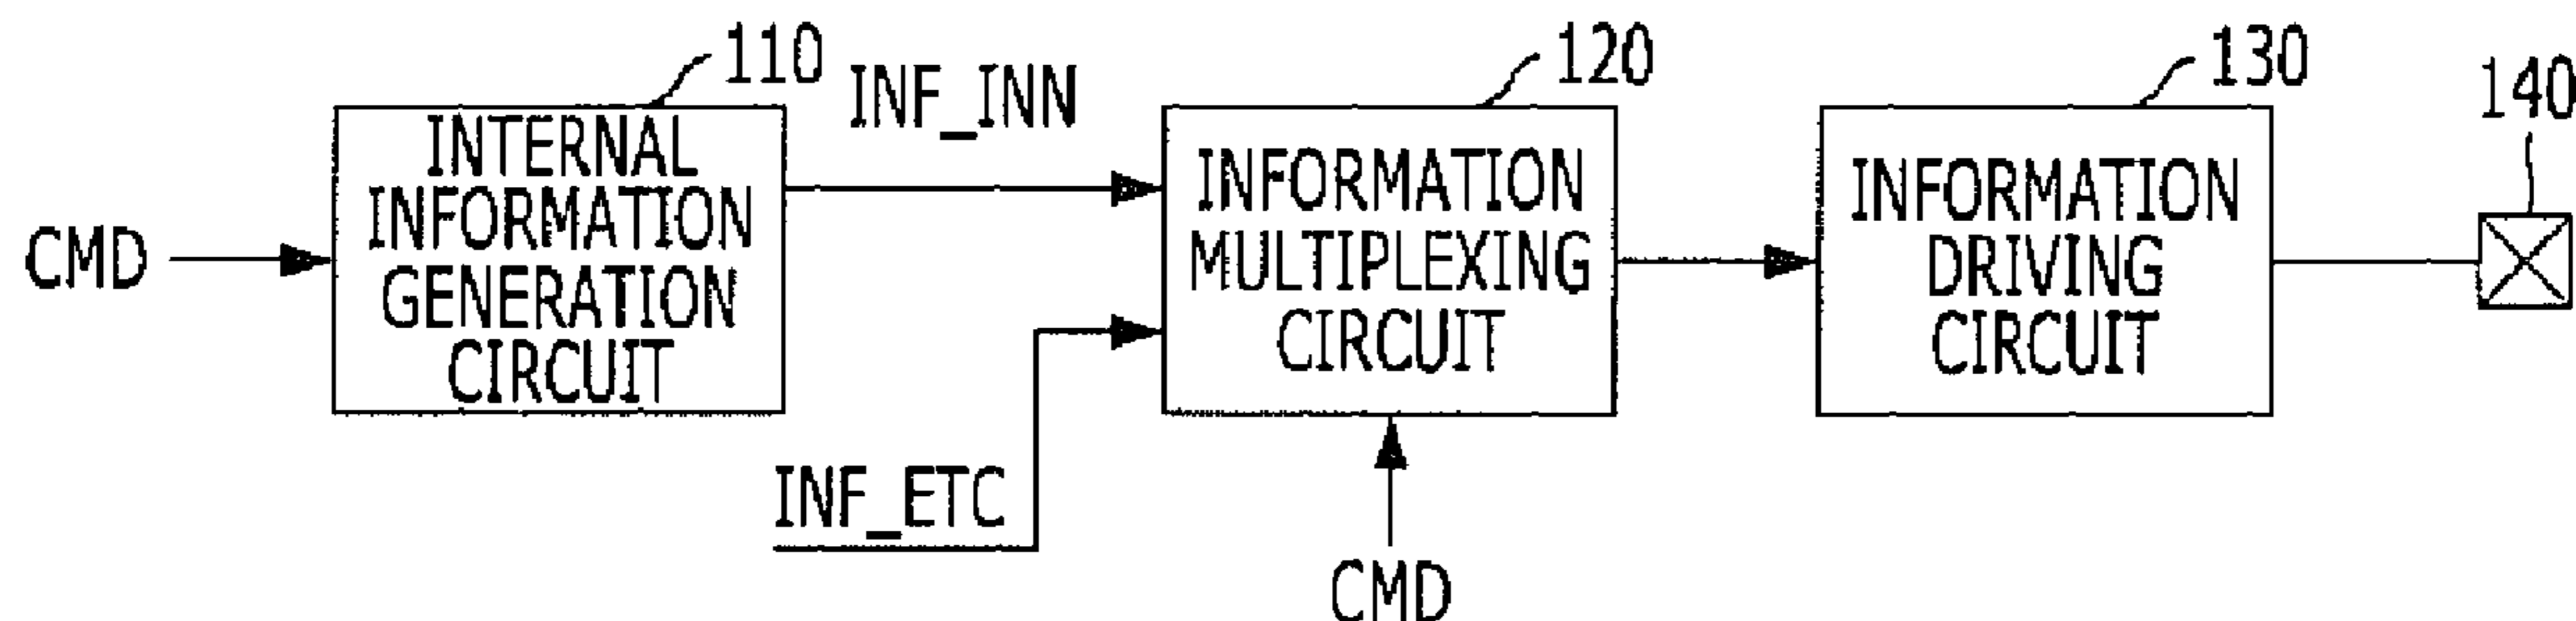 110
INF_INN
120
130
140
CMD
INTERNAL
INFORMATION
GENERATION
CIRCUIT
INFORMATION
MULTIPLEXING
CIRCUIT
INFORMATION
DRIVING
CIRCUIT
INF_ETC
CMD